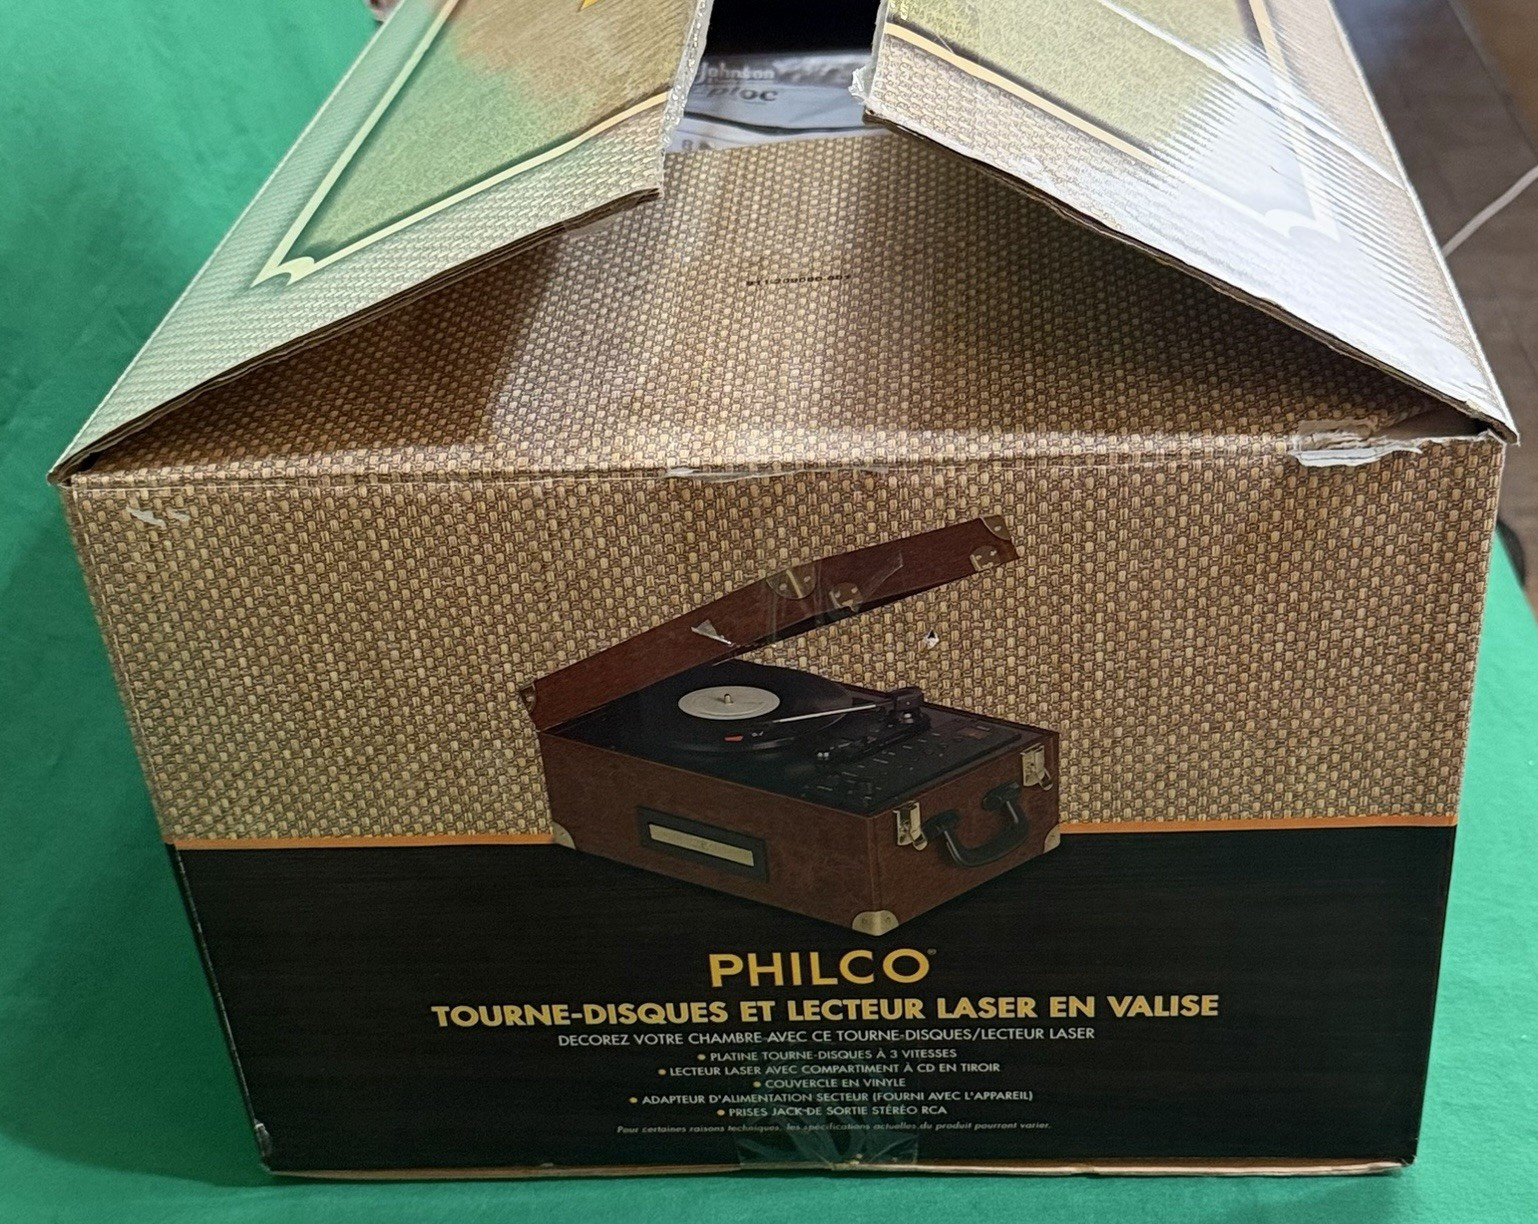 Johnson
PHILCO®
TOURNE-DISQUES ET LECTEUR LASER EN VALISE
DECOREZ VOTRE CHAMBRE AVEC CE TOURNE-DISQUES/LECTEUR LASER
• PLATINE TOURNE-DISQUES À 3 VITESSES
• LECTEUR LASER AVEC COMPARTIMENT À CD EN TIROIR
• COUVERCLE EN VINYLE
• ADAPTEUR D'ALIMENTATION SECTEUR (FOURNI AVEC L'APPAREIL)
• PRISES JACK DE SORTIE STÉRÉO RCA
Pour certaines raisons techniques, les spécifications actuelles du produit pourront varier.